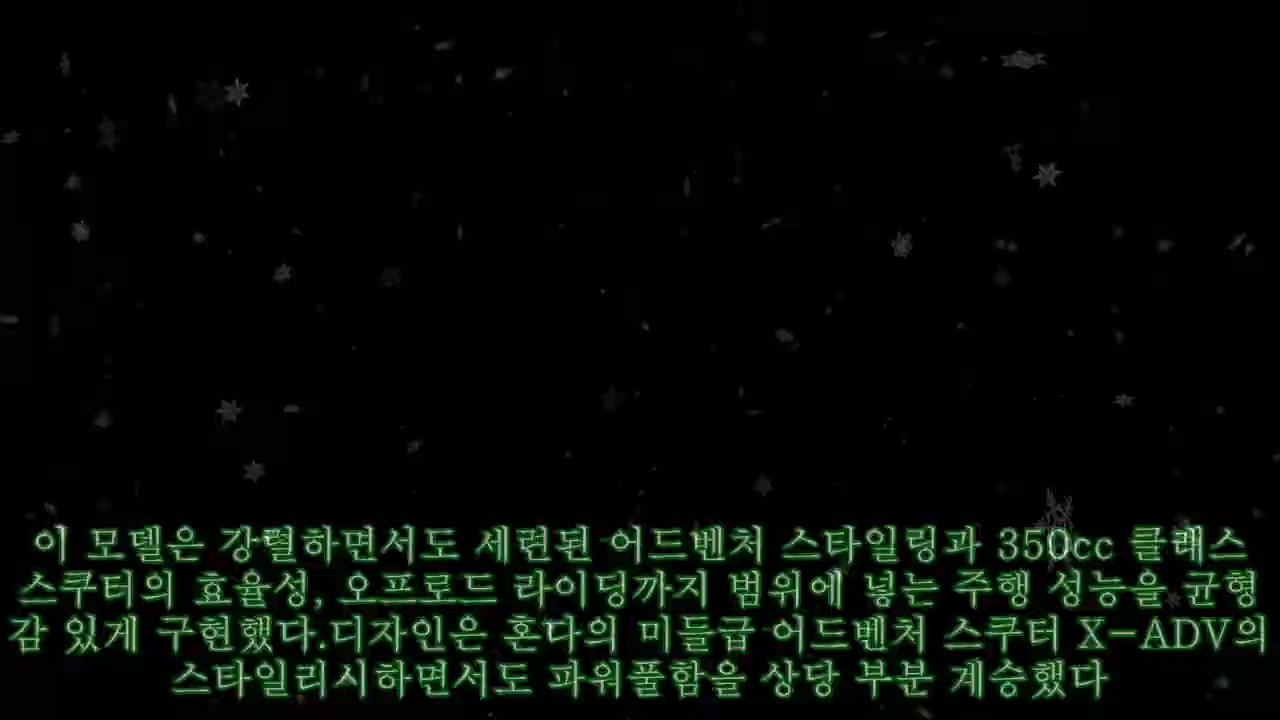 이 모델은 강렬하면서도 세련된 어드벤처 스타일링과 350cc 클래스
스쿠터의 효율성, 오프로드 라이딩까지 범위에 넣는 주행 성능을 균형
감 있게 구현했다.디자인은 혼다의 미들급 어드벤처 스쿠터 X-ADV의
스타일리시하면서도 파워풀함을 상당 부분 계승했다